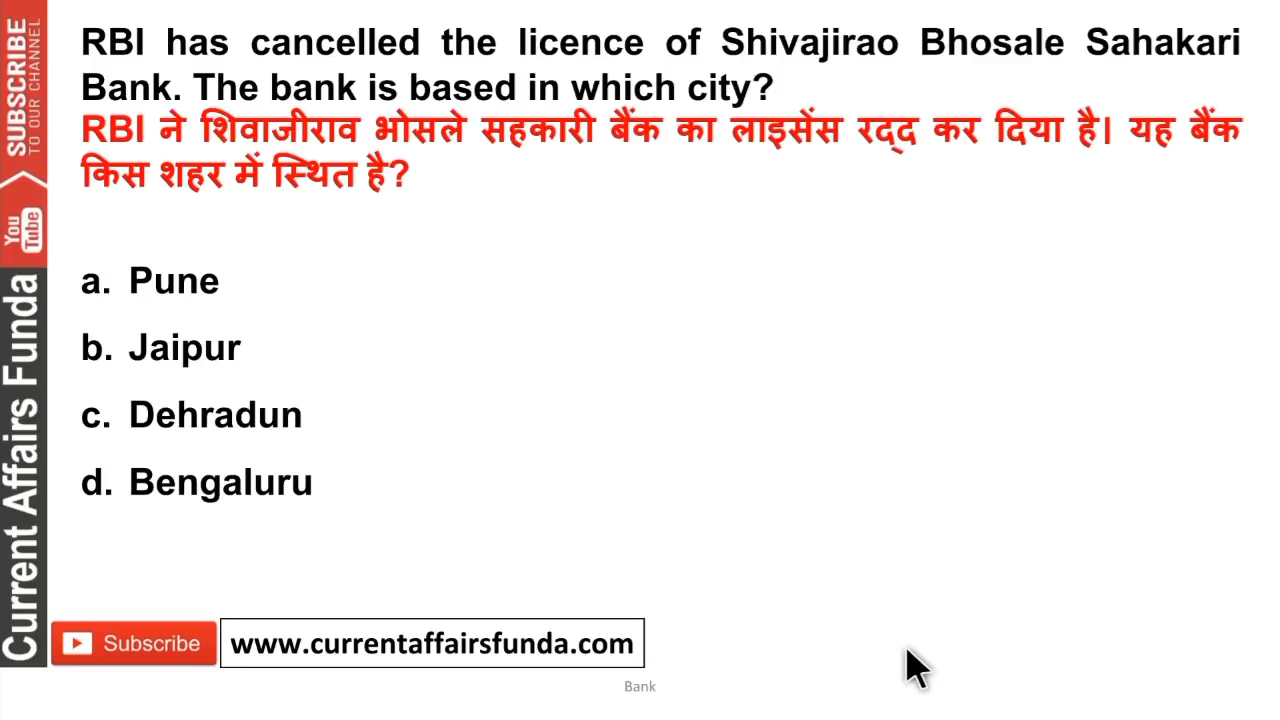 RBI has cancelled the licence of Shivajirao Bhosale Sahakari
Bank. The bank is based in which city?
RBI ने शिवाजीराव भोसले सहकारी बैंक का लाइसेंस रद्द कर दिया है। यह बैंक
किस शहर में स्थित है?
a. Pune
b. Jaipur
c. Dehradun
d. Bengaluru
SUBSCRIBE
TO OUR CHANNEL
You
Tube
Current Affairs Funda
Subscribe
www.currentaffairsfunda.com
Bank